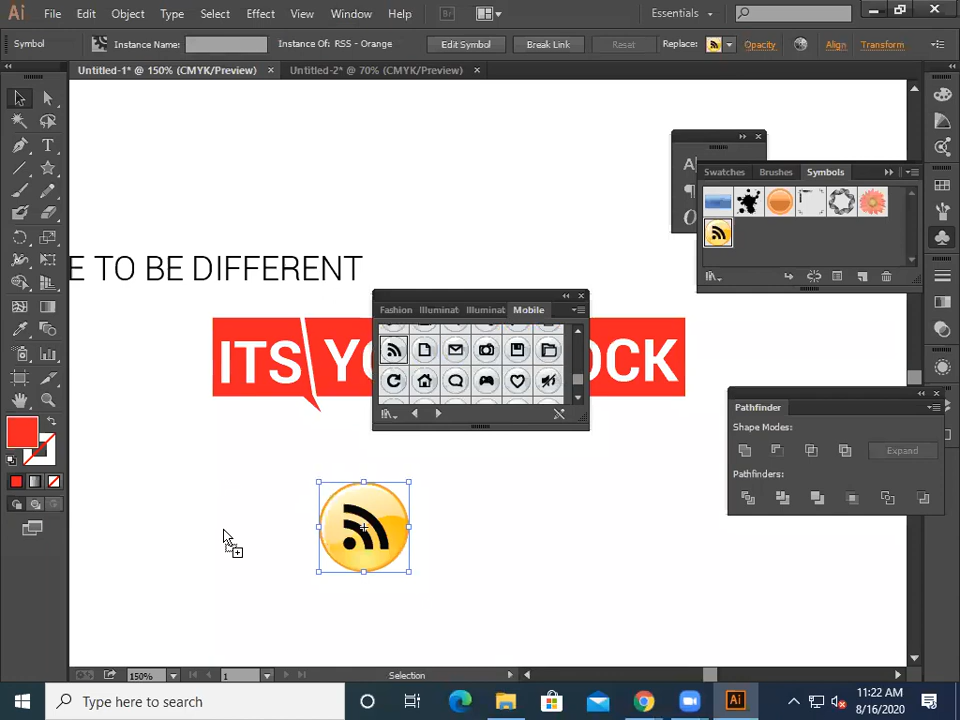 Ai File Edit Object Type Select Effect View Window Help Br Essentials
Symbol Instance Name: Instance Of: RSS - Orange Edit Symbol Break Link Reset Replace: Opacity Align Transform
Untitled-1* @ 150% (CMYK/Preview) × Untitled-2* @ 70% (CMYK/Preview) ×
Swatches Brushes Symbols
E TO BE DIFFERENT
Fashion Illuminat Illuminat Mobile
ITS YO OCK
Pathfinder
Shape Modes:
Expand
Pathfinders:
150% 1 Selection
Type here to search
Ai
11:22 AM
8/16/2020